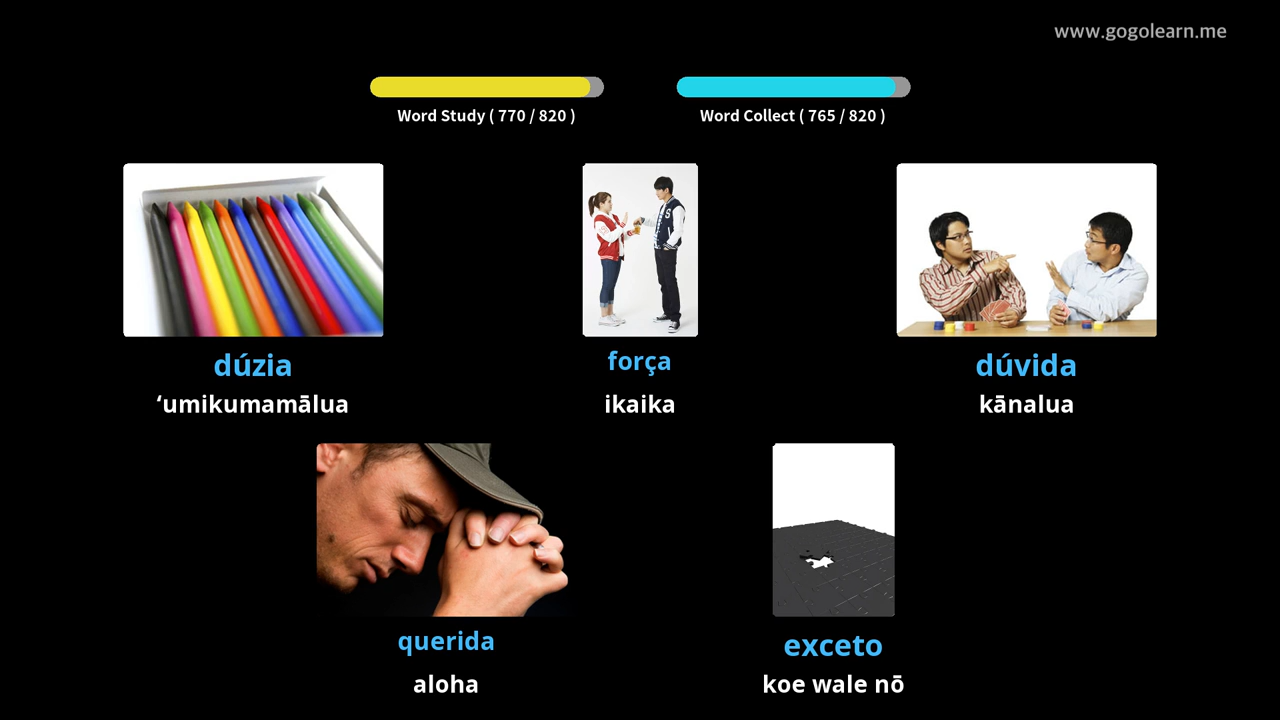 www.gogolearn.me
Word Study ( 770 / 820 )
Word Collect ( 765 / 820 )
dúzia
ʻumikumamālua
força
ikaika
dúvida
kānalua
querida
aloha
exceto
koe wale nō